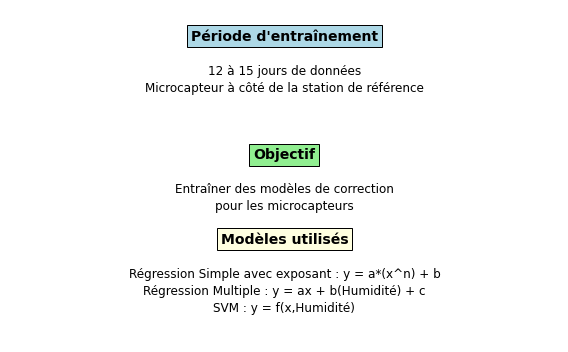 Période d'entraînement
12 à 15 jours de données
Microcapteur à côté de la station de référence
Objectif
Entraîner des modèles de correction
pour les microcapteurs
Modèles utilisés
Régression Simple avec exposant : y = a*(x^n) + b
Régression Multiple : y = ax + b(Humidité) + c
SVM : y = f(x,Humidité)